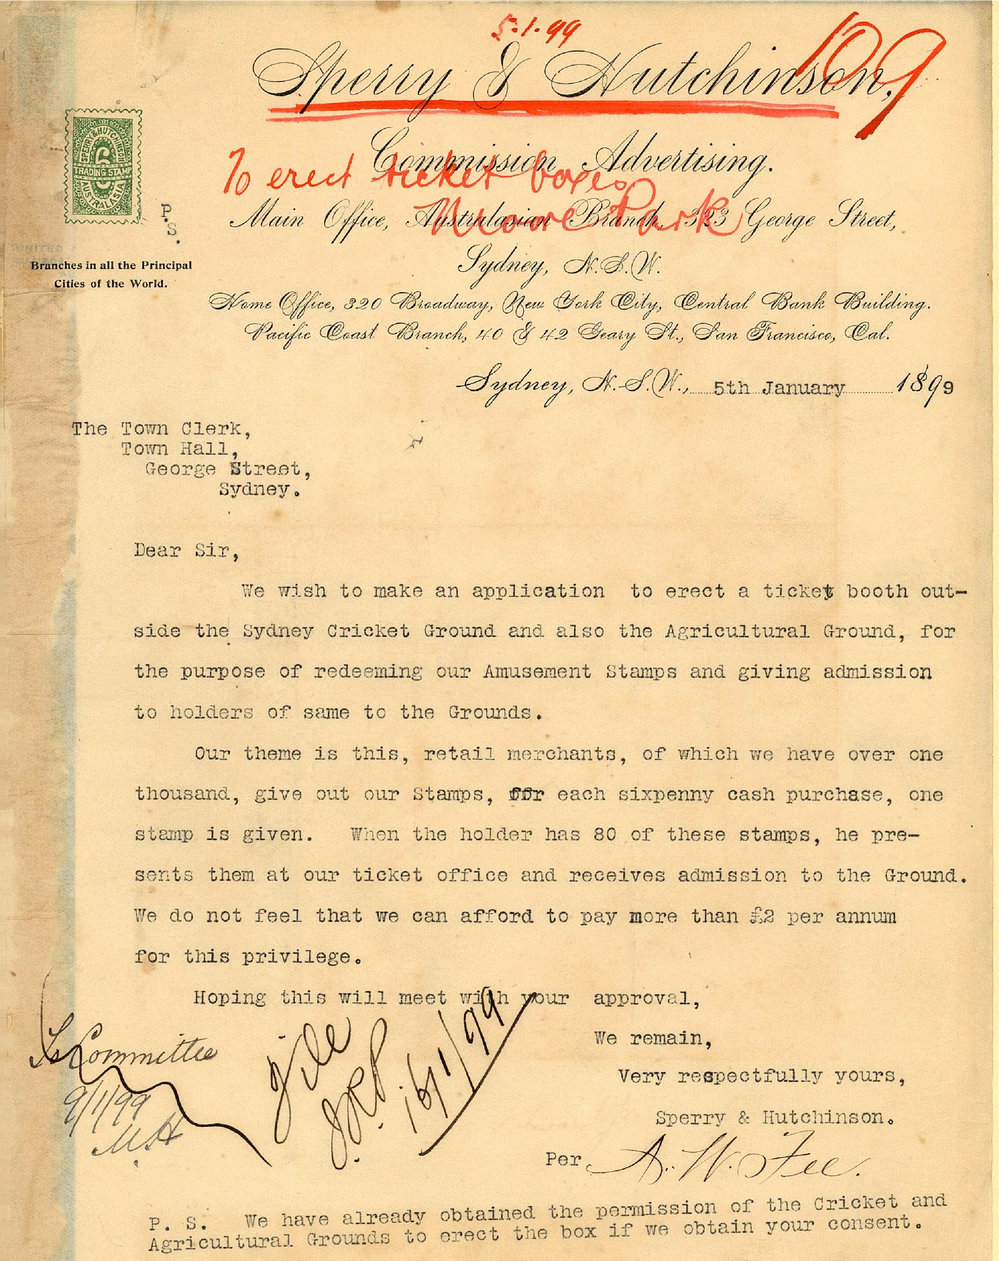 5.1.99
109
Sperry & Hutchinson,
Commission Advertising.
To erect ticket boxes
Moore Park
Main Office, Australasian Branch, 323 George Street,
Sydney, N.S.W.
Home Office, 320 Broadway, New York City, Central Bank Building.
Pacific Coast Branch, 40 & 42 Geary St., San Francisco, Cal.
SPERRY & HUTCHINSON
TRADING STAMP
AUSTRALASIA
P.S.
Branches in all the Principal
Cities of the World.
Sydney, N.S.W., 5th January 1899
The Town Clerk,
Town Hall,
George Street,
Sydney.
Dear Sir,
We wish to make an application to erect a ticket booth out-
side the Sydney Cricket Ground and also the Agricultural Ground, for
the purpose of redeeming our Amusement Stamps and giving admission
to holders of same to the Grounds.
Our theme is this, retail merchants, of which we have over one
thousand, give out our Stamps, for each sixpenny cash purchase, one
stamp is given. When the holder has 80 of these stamps, he pre-
sents them at our ticket office and receives admission to the Ground.
We do not feel that we can afford to pay more than £2 per annum
for this privilege.
Hoping this will meet with your approval,
We remain,
Very respectfully yours,
Sperry & Hutchinson.
Per A. W. Fee.
Committee
9/1/99
File
16/1/99
P. S. We have already obtained the permission of the Cricket and
Agricultural Grounds to erect the box if we obtain your consent.